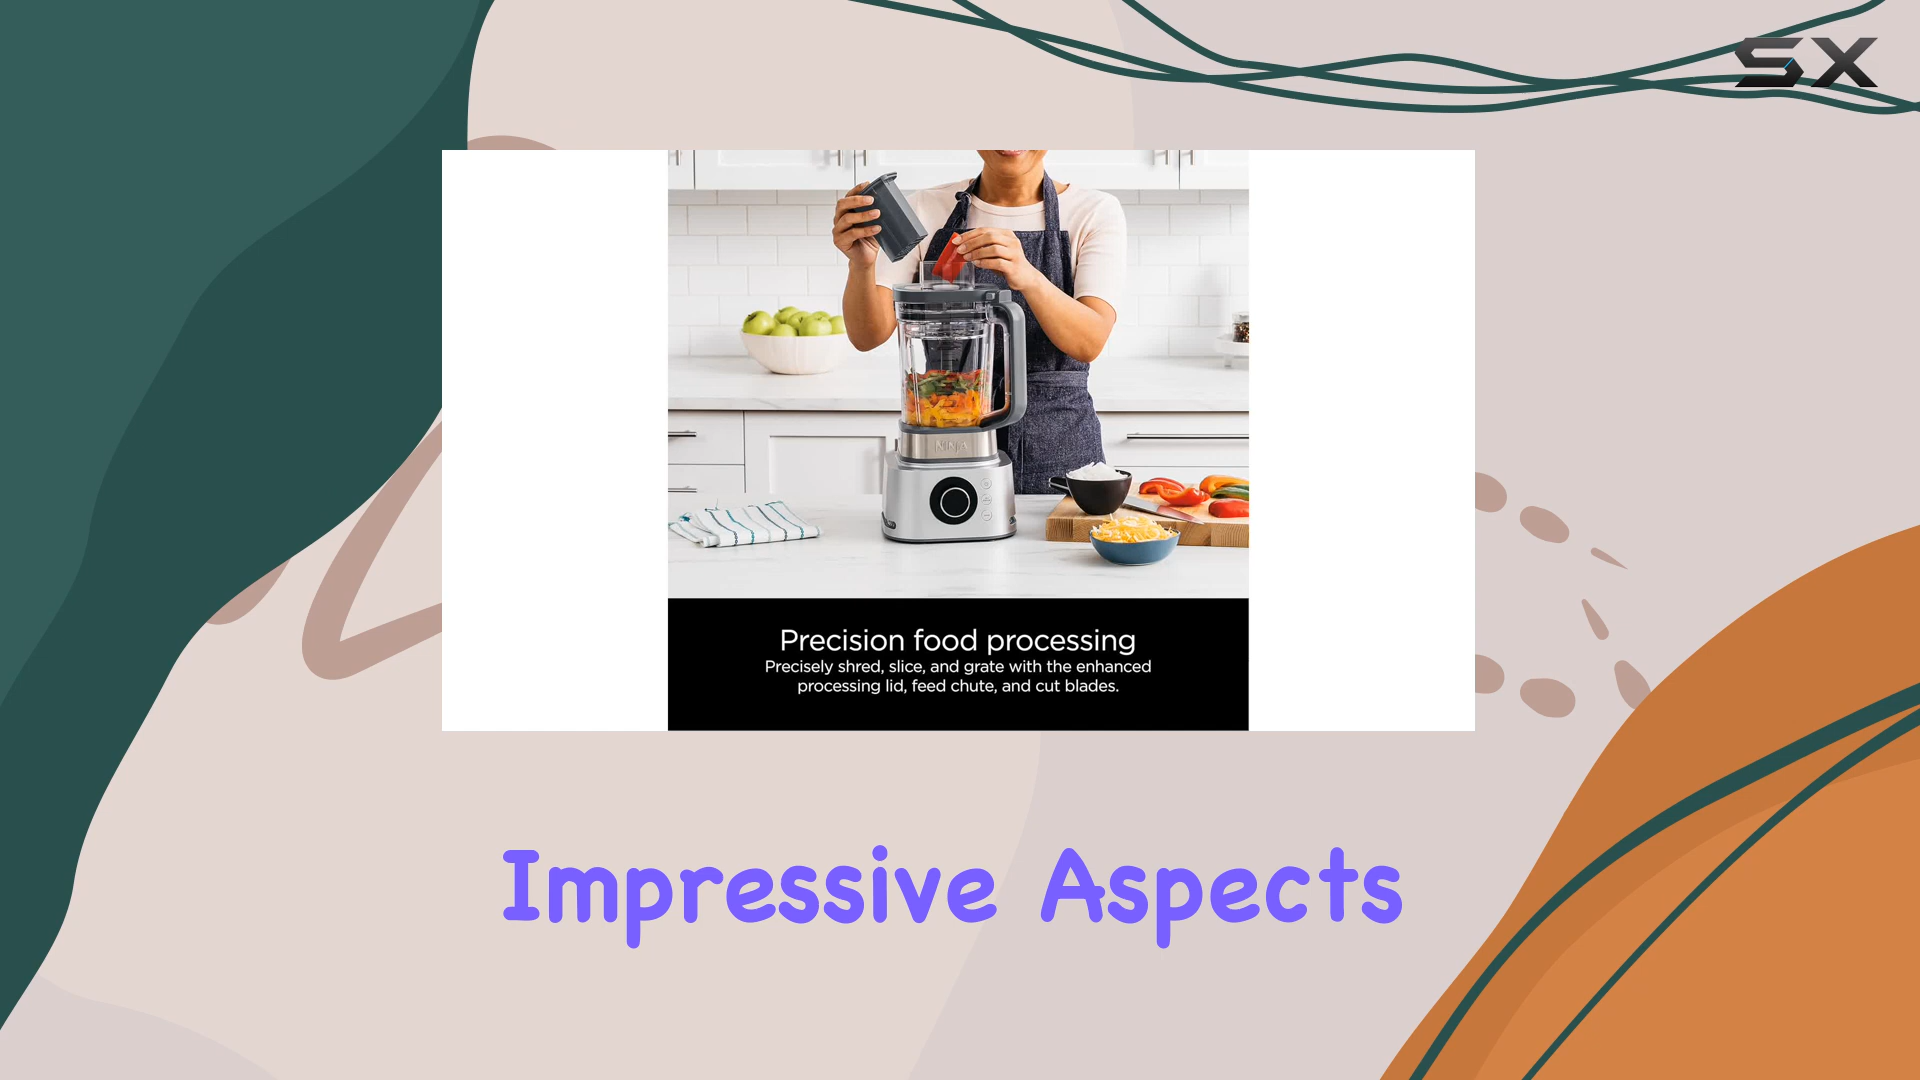 SX
NINJA
Precision food processing
Precisely shred, slice, and grate with the enhanced
processing lid, feed chute, and cut blades.
Impressive Aspects